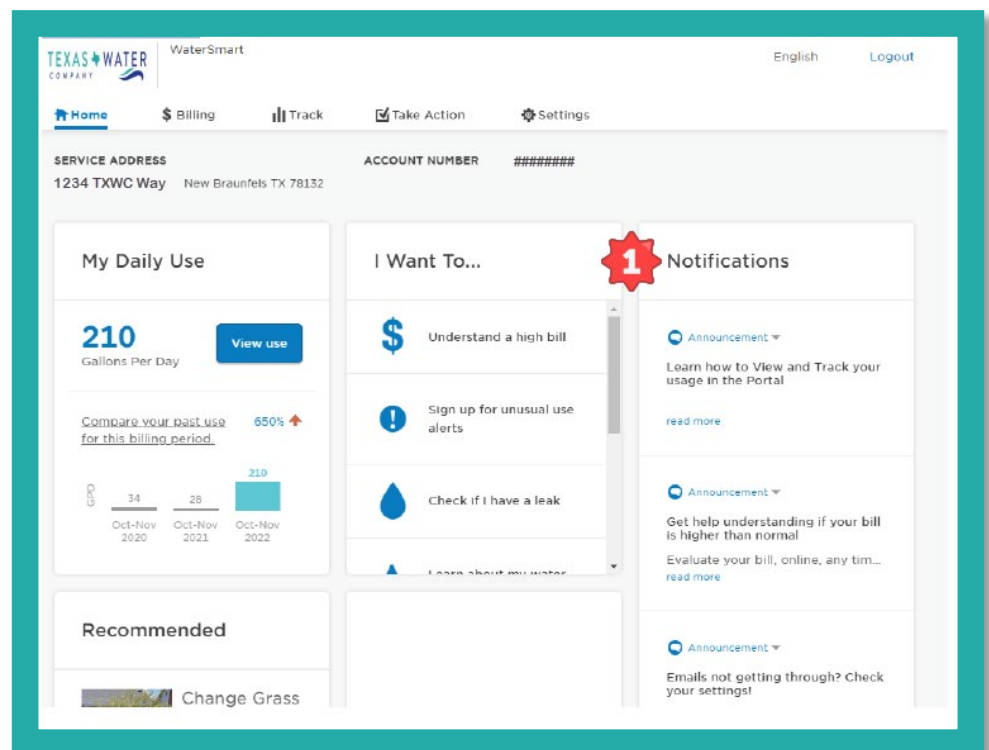 TEXAS WATER
COMPANY
WaterSmart
English
Logout
Home
$ Billing
Track
Take Action
Settings
SERVICE ADDRESS
ACCOUNT NUMBER ########
1234 TXWC Way New Braunfels TX 78132
My Daily Use
210
Gallons Per Day
View use
Compare your past use
for this billing period.
650%
210
GPD
34
28
Oct-Nov
2020
Oct-Nov
2021
Oct-Nov
2022
I Want To...
$ Understand a high bill
! Sign up for unusual use
alerts
Check if I have a leak
Learn about my water
1 Notifications
Announcement
Learn how to View and Track your
usage in the Portal
read more
Announcement
Get help understanding if your bill
is higher than normal
Evaluate your bill, online, any tim...
read more
Announcement
Emails not getting through? Check
your settings!
Recommended
Change Grass